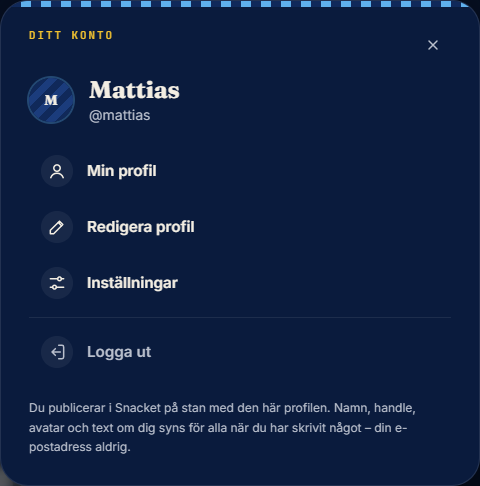 DITT KONTO
M
Mattias
@mattias
Min profil
Redigera profil
Inställningar
Logga ut
Du publicerar i Snacket på stan med den här profilen. Namn, handle,
avatar och text om dig syns för alla när du har skrivit något – din e-
postadress aldrig.